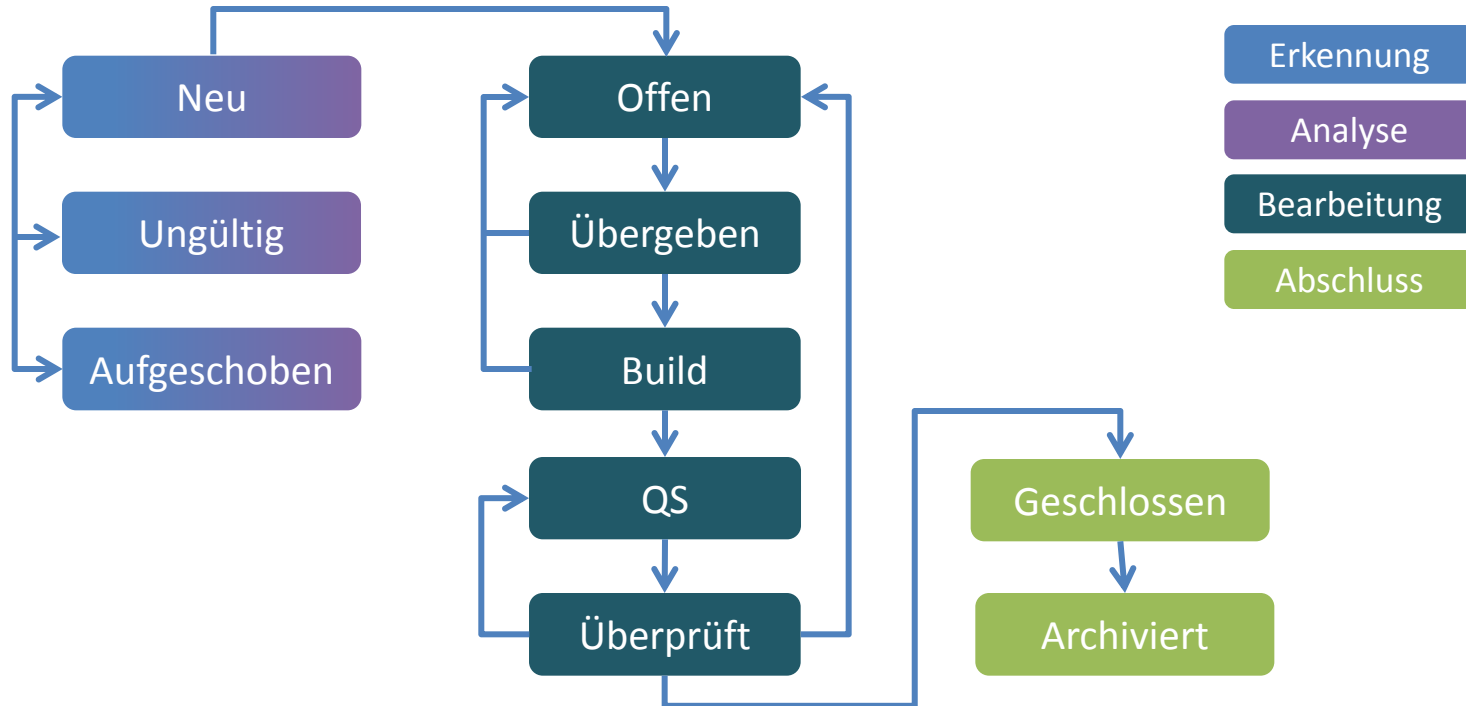 Neu
Ungültig
Aufgeschoben
Offen
Übergeben
Build
QS
Überprüft
Geschlossen
Archiviert
Erkennung
Analyse
Bearbeitung
Abschluss